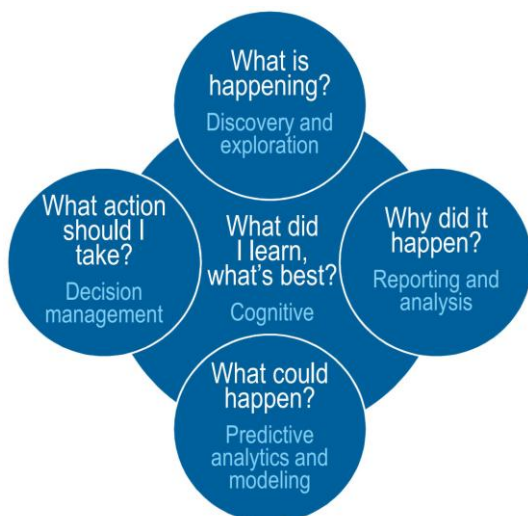 What is
happening?
Discovery and
exploration
What action
should I
take?
Decision
management
What did
I learn,
what's best?
Cognitive
Why did it
happen?
Reporting and
analysis
What could
happen?
Predictive
analytics and
modeling